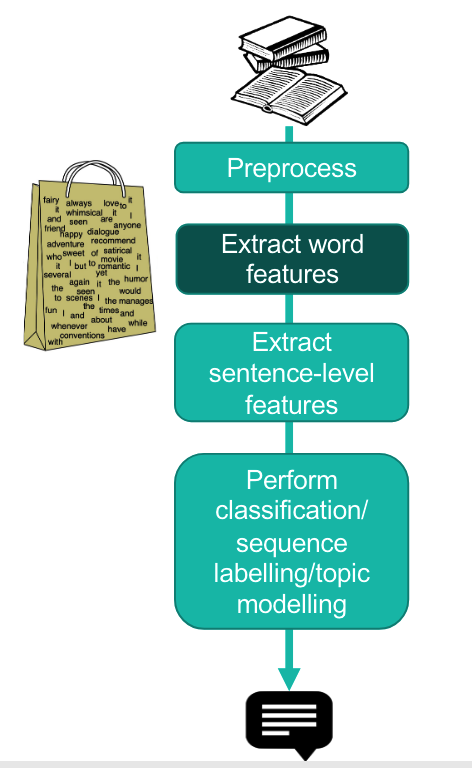 Preprocess
Extract word
features
Extract
sentence-level
features
Perform
classification/
sequence
labelling/topic
modelling
fairy always love to it
it whimsical it I
and seen are anyone
friend happy dialogue
adventure recommend
who sweet of satirical
it I but to movie it
romantic I
several yet
again it the humor
the seen would
to scenes I the manages
fun the times and
I and about while
whenever have
conventions
with